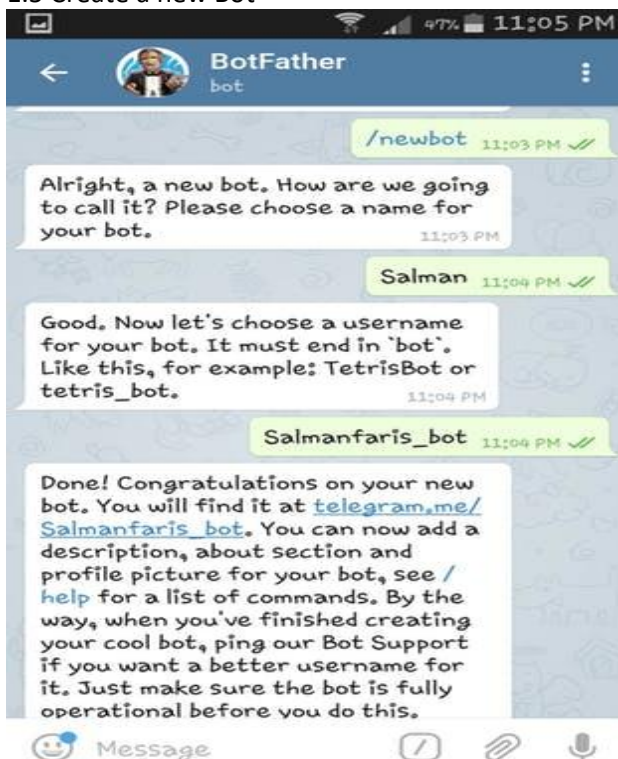 1.3 Create a new Bot
97% 11:05 PM
BotFather
bot
/newbot 11:03 PM
Alright, a new bot. How are we going
to call it? Please choose a name for
your bot.
11:03 PM
Salman 11:04 PM
Good. Now let's choose a username
for your bot. It must end in `bot`.
Like this, for example: TetrisBot or
tetris_bot.
11:04 PM
Salmanfaris_bot 11:04 PM
Done! Congratulations on your new
bot. You will find it at telegram.me/
Salmanfaris_bot. You can now add a
description, about section and
profile picture for your bot, see /
help for a list of commands. By the
way, when you've finished creating
your cool bot, ping our Bot Support
if you want a better username for
it. Just make sure the bot is fully
operational before you do this.
Message